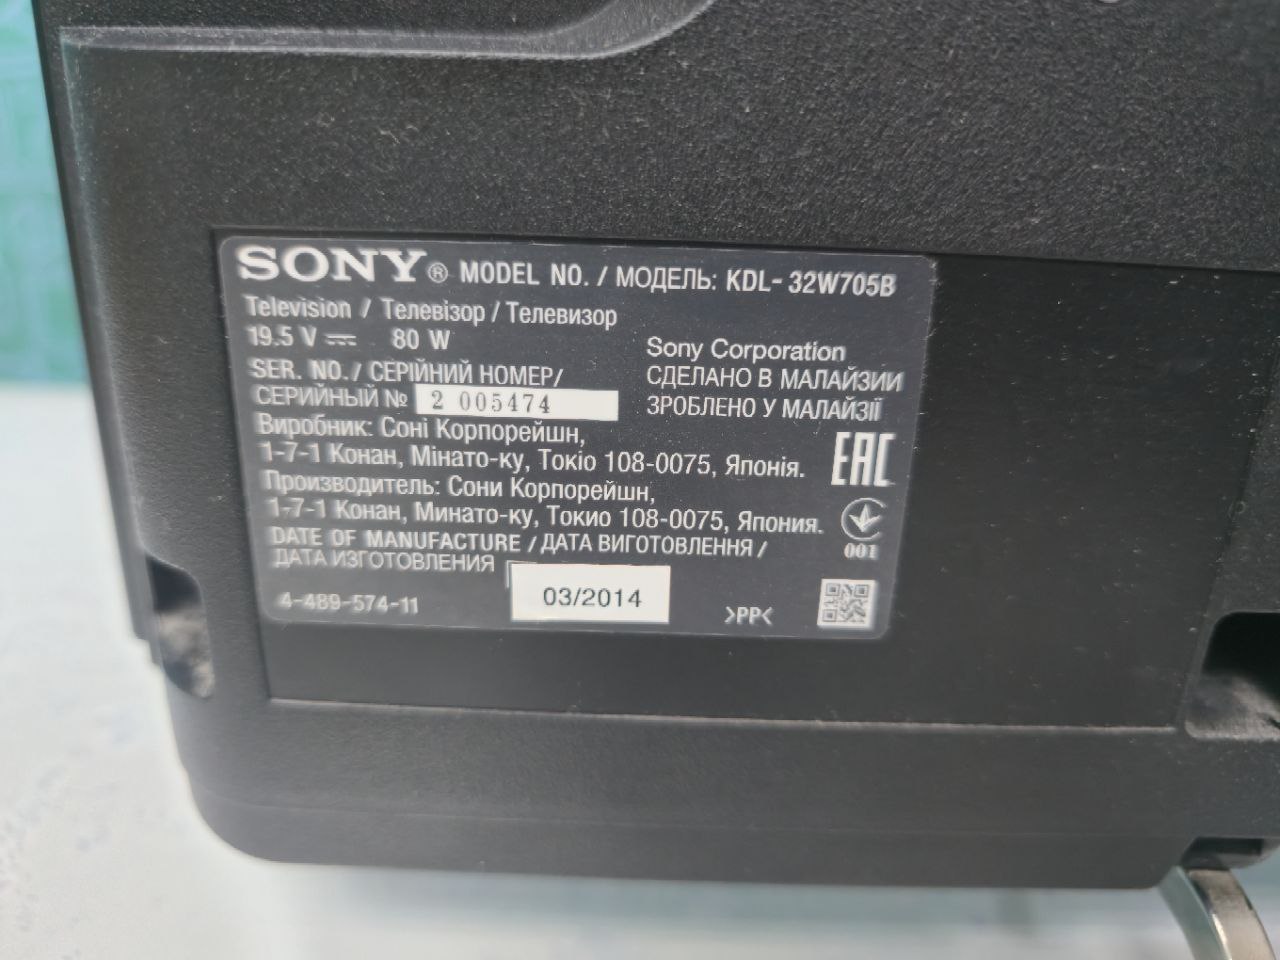 SONY® MODEL NO. / МОДЕЛЬ: KDL- 32W705B
Television / Телевізор / Телевизор
19.5 V ⎓ 80 W
Sony Corporation
SER. NO./ СЕРІЙНИЙ НОМЕР/
СДЕЛАНО В МАЛАЙЗИИ
СЕРИЙНЫЙ № 2 005474
ЗРОБЛЕНО У МАЛАЙЗІЇ
Виробник: Соні Корпорейшн,
1-7-1 Конан, Мінато-ку, Токіо 108-0075, Японія.
EAC
Производитель: Сони Корпорейшн,
1-7-1 Конан, Минато-ку, Токио 108-0075, Япония.
001
DATE OF MANUFACTURE / ДАТА ВИГОТОВЛЕННЯ /
ДАТА ИЗГОТОВЛЕНИЯ
03/2014
4-489-574-11
>PP<